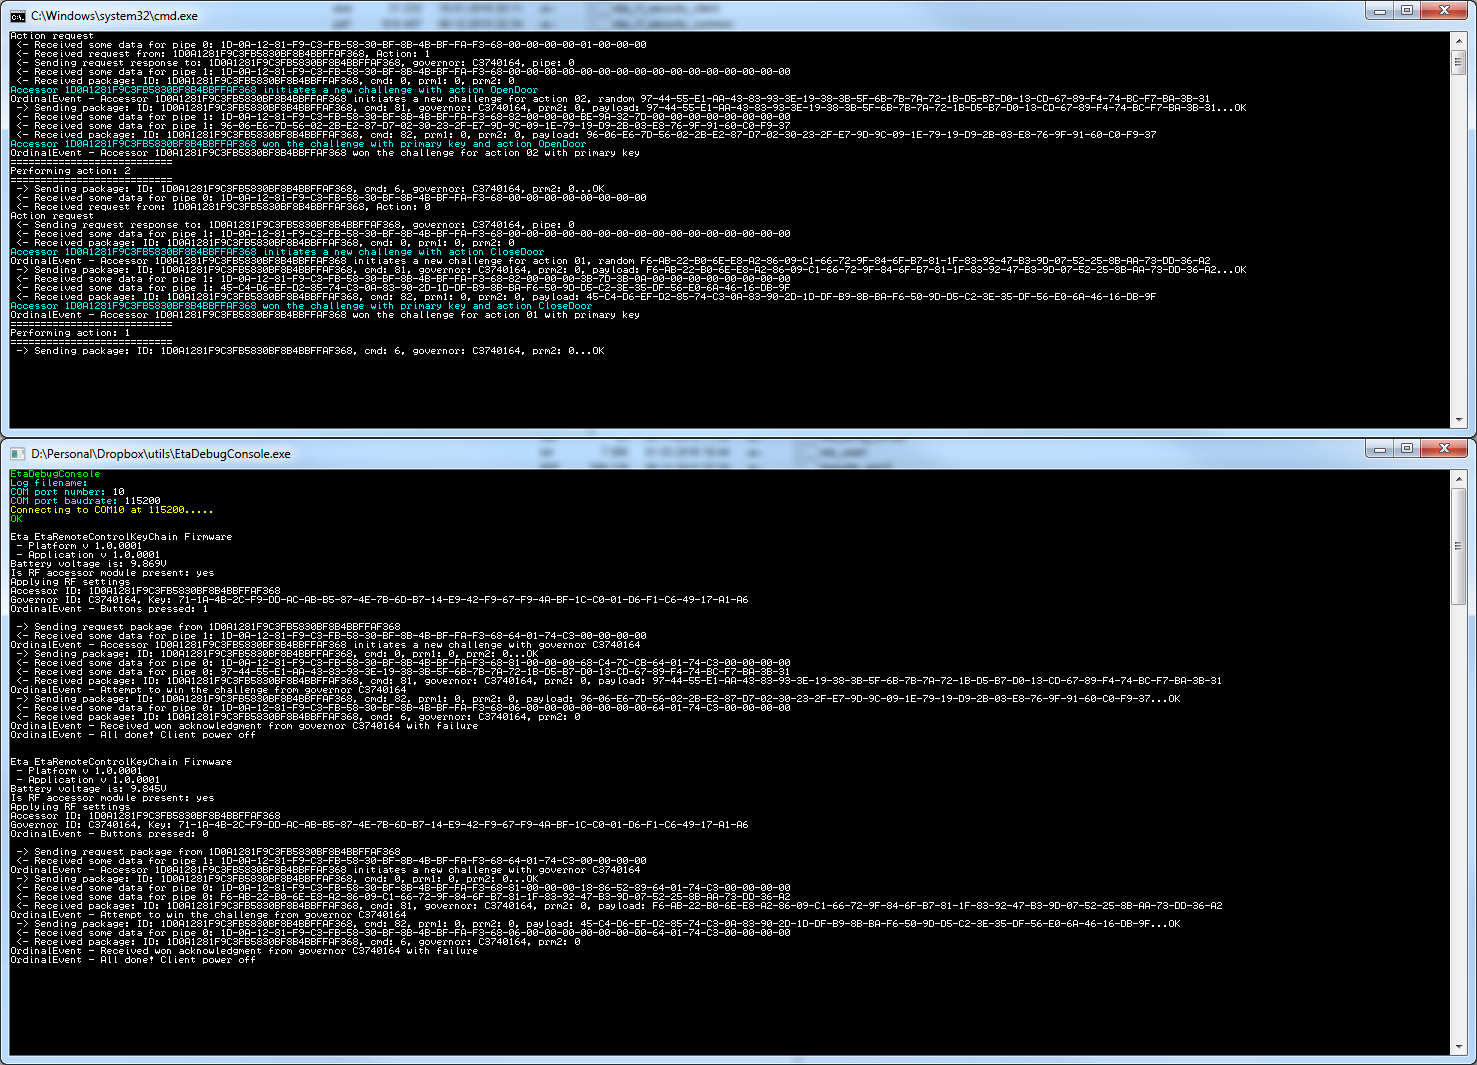 C:\Windows\system32\cmd.exe
Action request
<- Received some data for pipe 0: 1D-0A-12-81-F9-C3-FB-58-30-BF-8B-4B-BF-FA-F3-68-00-00-00-00-01-00-00-00
<- Received request from: 1D0A1281F9C3FB5830BF8B4BBFFAF368, Action: 1
<- Sending request response to: 1D0A1281F9C3FB5830BF8B4BBFFAF368, governor: C3740164, pipe: 0
<- Received some data for pipe 1: 1D-0A-12-81-F9-C3-FB-58-30-BF-8B-4B-BF-FA-F3-68-00-00-00-00-00-00-00-00-00-00-00-00-00-00-00-00
<- Received package: ID: 1D0A1281F9C3FB5830BF8B4BBFFAF368, cmd: 0, prm1: 0, prm2: 0
Accessor 1D0A1281F9C3FB5830BF8B4BBFFAF368 initiates a new challenge with action OpenDoor
OrdinalEvent - Accessor 1D0A1281F9C3FB5830BF8B4BBFFAF368 initiates a new challenge for action 02, random 97-44-55-E1-AA-43-83-93-3E-19-38-3B-5F-6B-7B-7A-72-1B-D5-B7-D0-13-CD-67-89-F4-74-BC-F7-BA-3B-31
-> Sending package: ID: 1D0A1281F9C3FB5830BF8B4BBFFAF368, cmd: 81, governor: C3740164, prm2: 0, payload: 97-44-55-E1-AA-43-83-93-3E-19-38-3B-5F-6B-7B-7A-72-1B-D5-B7-D0-13-CD-67-89-F4-74-BC-F7-BA-3B-31...OK
<- Received some data for pipe 1: 1D-0A-12-81-F9-C3-FB-58-30-BF-8B-4B-BF-FA-F3-68-82-00-00-00-BE-9A-32-7D-00-00-00-00-00-00-00-00
<- Received some data for pipe 1: 96-06-E6-7D-56-02-2B-E2-87-D7-02-30-23-2F-E7-9D-9C-09-1E-79-19-D9-2B-03-E8-76-9F-91-60-C0-F9-37
<- Received package: ID: 1D0A1281F9C3FB5830BF8B4BBFFAF368, cmd: 82, prm1: 0, prm2: 0, payload: 96-06-E6-7D-56-02-2B-E2-87-D7-02-30-23-2F-E7-9D-9C-09-1E-79-19-D9-2B-03-E8-76-9F-91-60-C0-F9-37
Accessor 1D0A1281F9C3FB5830BF8B4BBFFAF368 won the challenge with primary key and action OpenDoor
OrdinalEvent - Accessor 1D0A1281F9C3FB5830BF8B4BBFFAF368 won the challenge for action 02 with primary key
===========================
Performing action: 2
===========================
-> Sending package: ID: 1D0A1281F9C3FB5830BF8B4BBFFAF368, cmd: 6, governor: C3740164, prm2: 0...OK
<- Received some data for pipe 0: 1D-0A-12-81-F9-C3-FB-58-30-BF-8B-4B-BF-FA-F3-68-00-00-00-00-00-00-00-00
<- Received request from: 1D0A1281F9C3FB5830BF8B4BBFFAF368, Action: 0
Action request
<- Sending request response to: 1D0A1281F9C3FB5830BF8B4BBFFAF368, governor: C3740164, pipe: 0
<- Received some data for pipe 1: 1D-0A-12-81-F9-C3-FB-58-30-BF-8B-4B-BF-FA-F3-68-00-00-00-00-00-00-00-00-00-00-00-00-00-00-00-00
<- Received package: ID: 1D0A1281F9C3FB5830BF8B4BBFFAF368, cmd: 0, prm1: 0, prm2: 0
Accessor 1D0A1281F9C3FB5830BF8B4BBFFAF368 initiates a new challenge with action CloseDoor
OrdinalEvent - Accessor 1D0A1281F9C3FB5830BF8B4BBFFAF368 initiates a new challenge for action 01, random F6-AB-22-B0-6E-E8-A2-86-09-C1-66-72-9F-84-6F-B7-81-1F-83-92-47-B3-9D-07-52-25-8B-AA-73-DD-36-A2
-> Sending package: ID: 1D0A1281F9C3FB5830BF8B4BBFFAF368, cmd: 81, governor: C3740164, prm2: 0, payload: F6-AB-22-B0-6E-E8-A2-86-09-C1-66-72-9F-84-6F-B7-81-1F-83-92-47-B3-9D-07-52-25-8B-AA-73-DD-36-A2...OK
<- Received some data for pipe 1: 1D-0A-12-81-F9-C3-FB-58-30-BF-8B-4B-BF-FA-F3-68-82-00-00-00-3B-7D-3B-0A-00-00-00-00-00-00-00-00
<- Received some data for pipe 1: 45-C4-D6-EF-D2-85-74-C3-0A-83-90-2D-1D-DF-B9-8B-BA-F6-50-9D-D5-C2-3E-35-DF-56-E0-6A-46-16-DB-9F
<- Received package: ID: 1D0A1281F9C3FB5830BF8B4BBFFAF368, cmd: 82, prm1: 0, prm2: 0, payload: 45-C4-D6-EF-D2-85-74-C3-0A-83-90-2D-1D-DF-B9-8B-BA-F6-50-9D-D5-C2-3E-35-DF-56-E0-6A-46-16-DB-9F
Accessor 1D0A1281F9C3FB5830BF8B4BBFFAF368 won the challenge with primary key and action CloseDoor
OrdinalEvent - Accessor 1D0A1281F9C3FB5830BF8B4BBFFAF368 won the challenge for action 01 with primary key
===========================
Performing action: 1
===========================
-> Sending package: ID: 1D0A1281F9C3FB5830BF8B4BBFFAF368, cmd: 6, governor: C3740164, prm2: 0...OK
D:\Personal\Dropbox\utils\EtaDebugConsole.exe
EtaDebugConsole
Log filename:
COM port number: 10
COM port baudrate: 115200
Connecting to COM10 at 115200.....
OK
Eta EtaRemoteControlKeyChain Firmware
- Platform v 1.0.0001
- Application v 1.0.0001
Battery voltage is: 9.869V
Is RF accessor module present: yes
Applying RF settings
Accessor ID: 1D0A1281F9C3FB5830BF8B4BBFFAF368
Governor ID: C3740164, Key: 71-1A-4B-2C-F9-DD-AC-AB-B5-87-4E-7B-6D-B7-14-E9-42-F9-67-F9-4A-BF-1C-C0-01-D6-F1-C6-49-17-A1-A6
OrdinalEvent - Buttons pressed: 1
-> Sending request package from 1D0A1281F9C3FB5830BF8B4BBFFAF368
<- Received some data for pipe 1: 1D-0A-12-81-F9-C3-FB-58-30-BF-8B-4B-BF-FA-F3-68-64-01-74-C3-00-00-00-00
OrdinalEvent - Accessor 1D0A1281F9C3FB5830BF8B4BBFFAF368 initiates a new challenge with governor C3740164
-> Sending package: ID: 1D0A1281F9C3FB5830BF8B4BBFFAF368, cmd: 0, prm1: 0, prm2: 0...OK
<- Received some data for pipe 0: 1D-0A-12-81-F9-C3-FB-58-30-BF-8B-4B-BF-FA-F3-68-81-00-00-00-68-C4-7C-CB-64-01-74-C3-00-00-00-00
<- Received some data for pipe 0: 97-44-55-E1-AA-43-83-93-3E-19-38-3B-5F-6B-7B-7A-72-1B-D5-B7-D0-13-CD-67-89-F4-74-BC-F7-BA-3B-31
<- Received package: ID: 1D0A1281F9C3FB5830BF8B4BBFFAF368, cmd: 81, governor: C3740164, prm2: 0, payload: 97-44-55-E1-AA-43-83-93-3E-19-38-3B-5F-6B-7B-7A-72-1B-D5-B7-D0-13-CD-67-89-F4-74-BC-F7-BA-3B-31
OrdinalEvent - Attempt to win the challenge from governor C3740164
-> Sending package: ID: 1D0A1281F9C3FB5830BF8B4BBFFAF368, cmd: 82, prm1: 0, prm2: 0, payload: 96-06-E6-7D-56-02-2B-E2-87-D7-02-30-23-2F-E7-9D-9C-09-1E-79-19-D9-2B-03-E8-76-9F-91-60-C0-F9-37...OK
<- Received some data for pipe 0: 1D-0A-12-81-F9-C3-FB-58-30-BF-8B-4B-BF-FA-F3-68-06-00-00-00-00-00-00-00-64-01-74-C3-00-00-00-00
<- Received package: ID: 1D0A1281F9C3FB5830BF8B4BBFFAF368, cmd: 6, governor: C3740164, prm2: 0
OrdinalEvent - Received won acknowledgment from governor C3740164 with failure
OrdinalEvent - All done! Client power off
Eta EtaRemoteControlKeyChain Firmware
- Platform v 1.0.0001
- Application v 1.0.0001
Battery voltage is: 9.845V
Is RF accessor module present: yes
Applying RF settings
Accessor ID: 1D0A1281F9C3FB5830BF8B4BBFFAF368
Governor ID: C3740164, Key: 71-1A-4B-2C-F9-DD-AC-AB-B5-87-4E-7B-6D-B7-14-E9-42-F9-67-F9-4A-BF-1C-C0-01-D6-F1-C6-49-17-A1-A6
OrdinalEvent - Buttons pressed: 0
-> Sending request package from 1D0A1281F9C3FB5830BF8B4BBFFAF368
<- Received some data for pipe 1: 1D-0A-12-81-F9-C3-FB-58-30-BF-8B-4B-BF-FA-F3-68-64-01-74-C3-00-00-00-00
OrdinalEvent - Accessor 1D0A1281F9C3FB5830BF8B4BBFFAF368 initiates a new challenge with governor C3740164
-> Sending package: ID: 1D0A1281F9C3FB5830BF8B4BBFFAF368, cmd: 0, prm1: 0, prm2: 0...OK
<- Received some data for pipe 0: 1D-0A-12-81-F9-C3-FB-58-30-BF-8B-4B-BF-FA-F3-68-81-00-00-00-18-86-52-89-64-01-74-C3-00-00-00-00
<- Received some data for pipe 0: F6-AB-22-B0-6E-E8-A2-86-09-C1-66-72-9F-84-6F-B7-81-1F-83-92-47-B3-9D-07-52-25-8B-AA-73-DD-36-A2
<- Received package: ID: 1D0A1281F9C3FB5830BF8B4BBFFAF368, cmd: 81, governor: C3740164, prm2: 0, payload: F6-AB-22-B0-6E-E8-A2-86-09-C1-66-72-9F-84-6F-B7-81-1F-83-92-47-B3-9D-07-52-25-8B-AA-73-DD-36-A2
OrdinalEvent - Attempt to win the challenge from governor C3740164
-> Sending package: ID: 1D0A1281F9C3FB5830BF8B4BBFFAF368, cmd: 82, prm1: 0, prm2: 0, payload: 45-C4-D6-EF-D2-85-74-C3-0A-83-90-2D-1D-DF-B9-8B-BA-F6-50-9D-D5-C2-3E-35-DF-56-E0-6A-46-16-DB-9F...OK
<- Received some data for pipe 0: 1D-0A-12-81-F9-C3-FB-58-30-BF-8B-4B-BF-FA-F3-68-06-00-00-00-00-00-00-00-64-01-74-C3-00-00-00-00
<- Received package: ID: 1D0A1281F9C3FB5830BF8B4BBFFAF368, cmd: 6, governor: C3740164, prm2: 0
OrdinalEvent - Received won acknowledgment from governor C3740164 with failure
OrdinalEvent - All done! Client power off